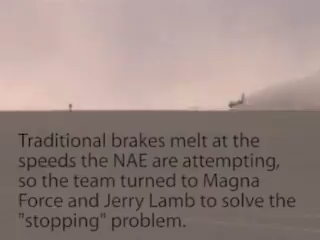 Traditional brakes melt at the
speeds the NAE are attempting,
so the team turned to Magna
Force and Jerry Lamb to solve the
"stopping" problem.